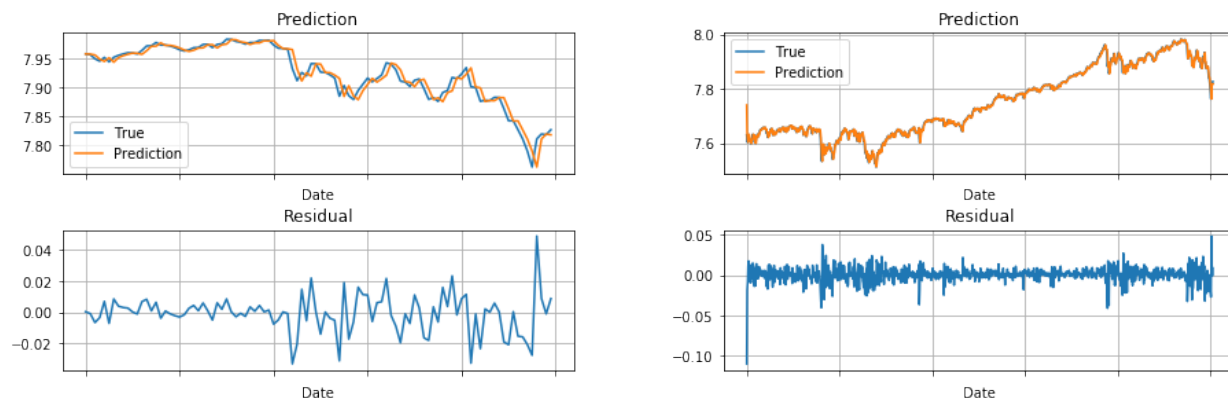 Prediction
7.95
7.90
7.85
7.80
True
Prediction
Date
Residual
0.04
0.02
0.00
−0.02
Date
Prediction
8.0
7.8
7.6
True
Prediction
Date
Residual
0.05
0.00
−0.05
−0.10
Date